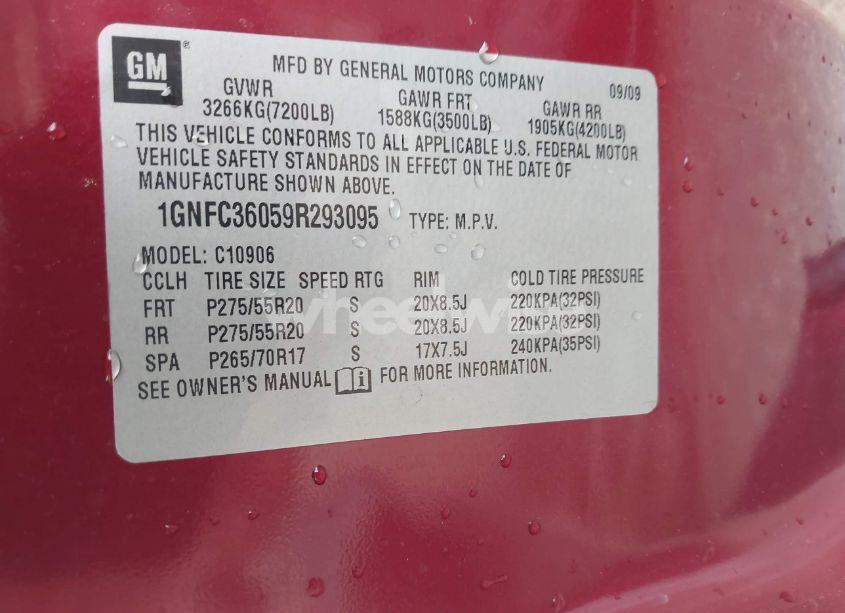 GM
MFD BY GENERAL MOTORS COMPANY 09/09
GVWR GAWR FRT GAWR RR
3266KG(7200LB) 1588KG(3500LB) 1905KG(4200LB)
THIS VEHICLE CONFORMS TO ALL APPLICABLE U.S. FEDERAL MOTOR
VEHICLE SAFETY STANDARDS IN EFFECT ON THE DATE OF
MANUFACTURE SHOWN ABOVE.
1GNFC36059R293095 TYPE: M.P.V.
MODEL: C10906
CCLH TIRE SIZE SPEED RTG RIM COLD TIRE PRESSURE
FRT P275/55R20 S 20X8.5J 220KPA(32PSI)
RR P275/55R20 S 20X8.5J 220KPA(32PSI)
SPA P265/70R17 S 17X7.5J 240KPA(35PSI)
SEE OWNER'S MANUAL FOR MORE INFORMATION.